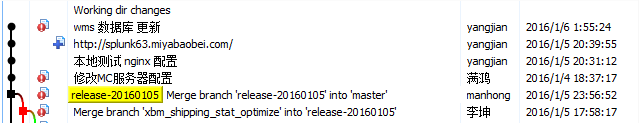 Working dir changes
wms 数据库 更新 yangjian 2016/1/6 1:55:24
http://splunk63.miyabaobei.com/ yangjian 2016/1/5 20:39:55
本地测试 nginx 配置 yangjian 2016/1/5 20:31:12
修改MC服务器配置 满鸿 2016/1/4 18:37:17
release-20160105 Merge branch 'release-20160105' into 'master' manhong 2016/1/5 23:56:52
Merge branch 'xbm_shipping_stat_optimize' into 'release-20160105' 李坤 2016/1/5 17:58:17